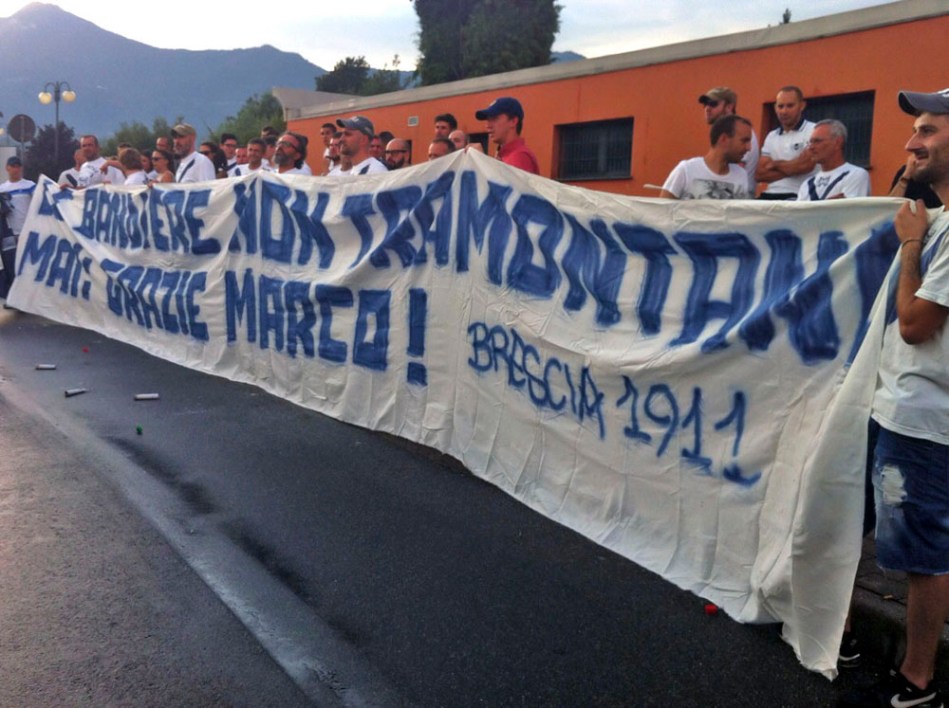 LE BANDIERE NON TRAMONTANO
MAI! GRAZIE MARCO!
BRESCIA 1911